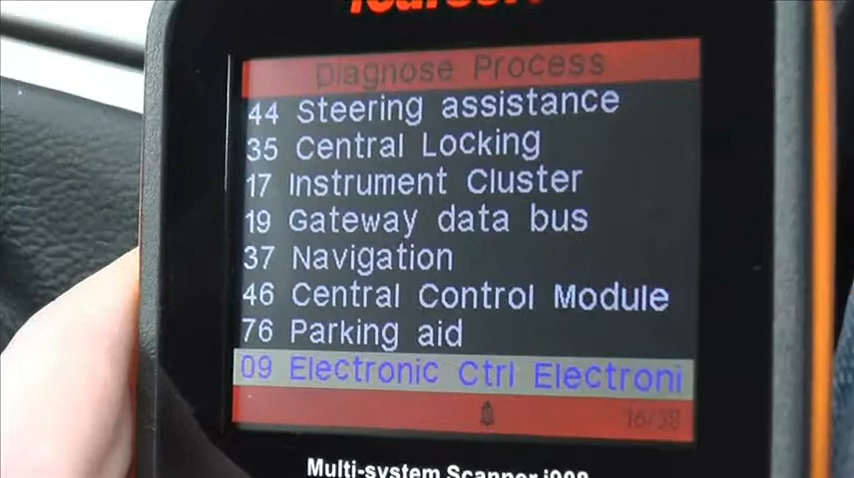 Diagnose Process
44 Steering assistance
35 Central Locking
17 Instrument Cluster
19 Gateway data bus
37 Navigation
46 Central Control Module
76 Parking aid
09 Electronic Ctrl Electroni
16/38
Multi-system Scanner